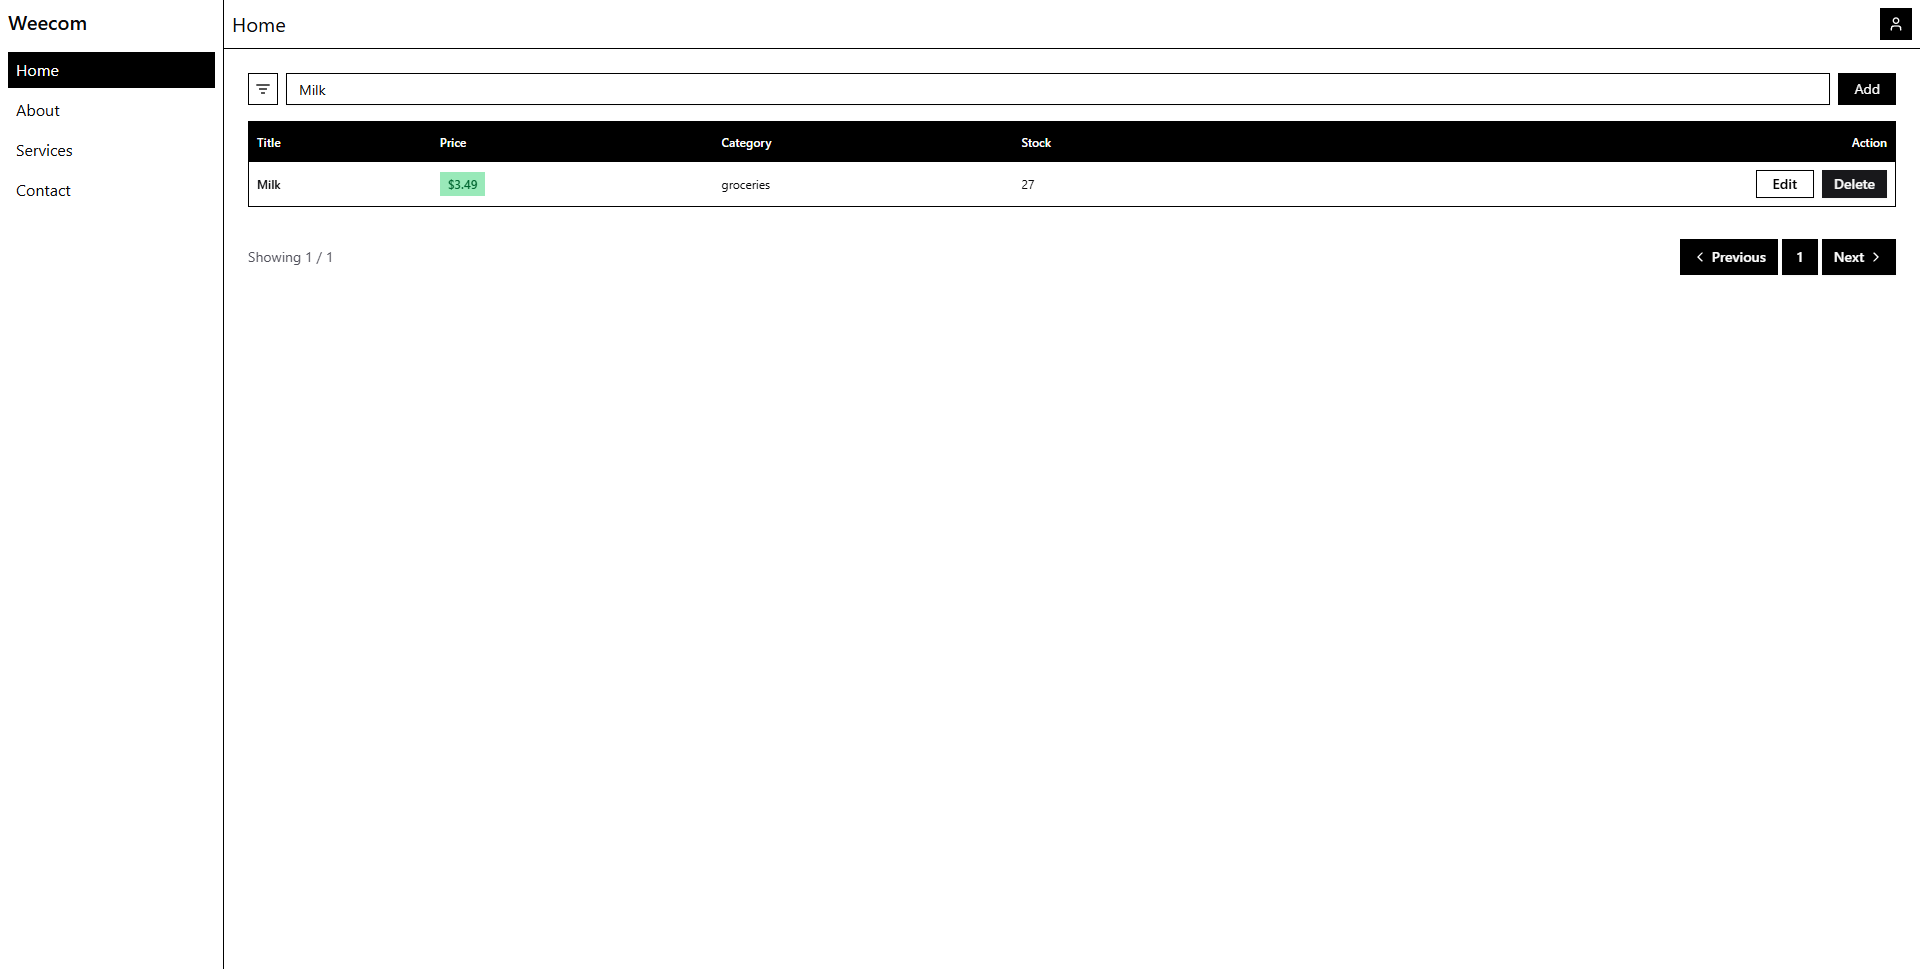 Weecom
Home
About
Services
Contact
Home
Milk
Add
Title Price Category Stock Action
Milk $3.49 groceries 27 Edit Delete
Showing 1 / 1
Previous 1 Next